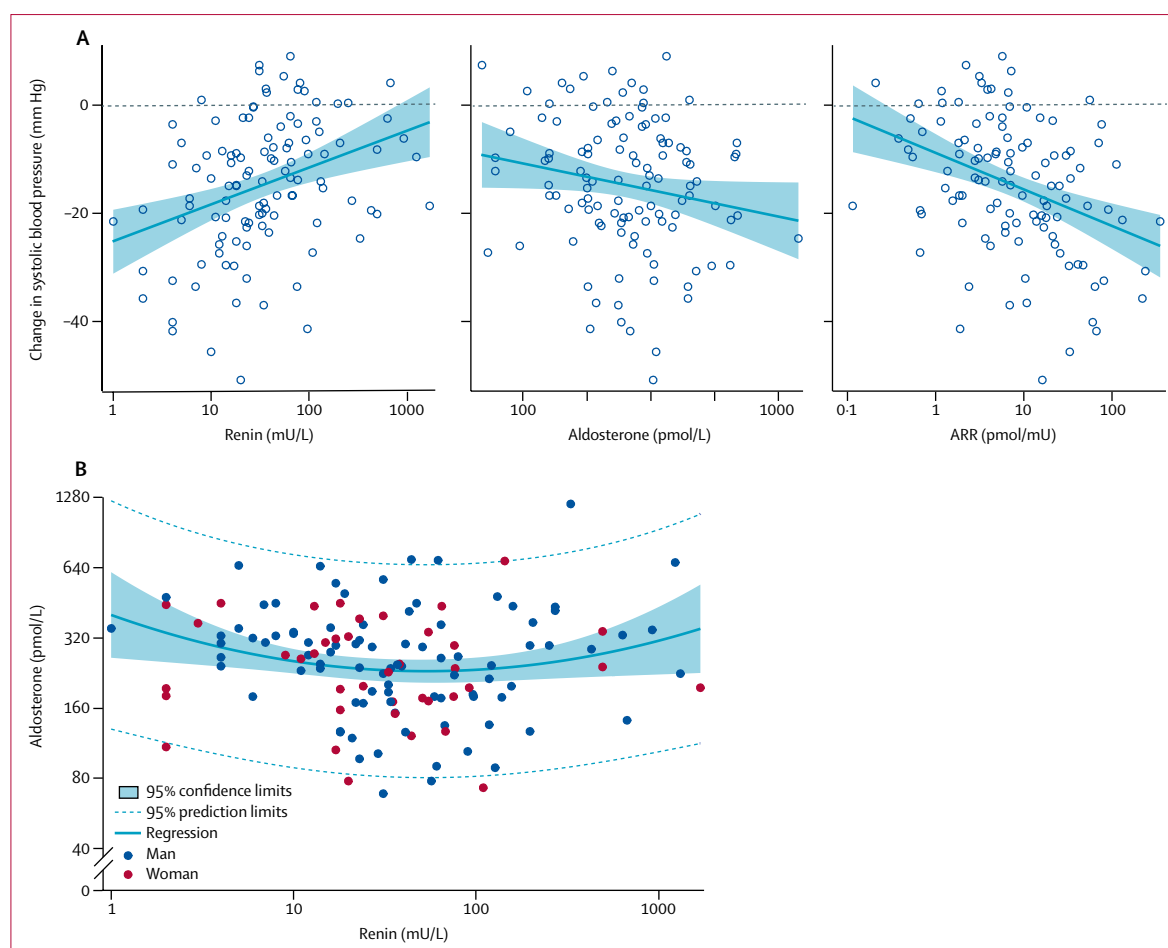 A
Change in systolic blood pressure (mm Hg)
0
−20
−40
1 10 100 1000
Renin (mU/L)
100 1000
Aldosterone (pmol/L)
0·1 1 10 100
ARR (pmol/mU)
B
Aldosterone (pmol/L)
1280
640
320
160
80
40
0
95% confidence limits
95% prediction limits
Regression
Man
Woman
1 10 100 1000
Renin (mU/L)